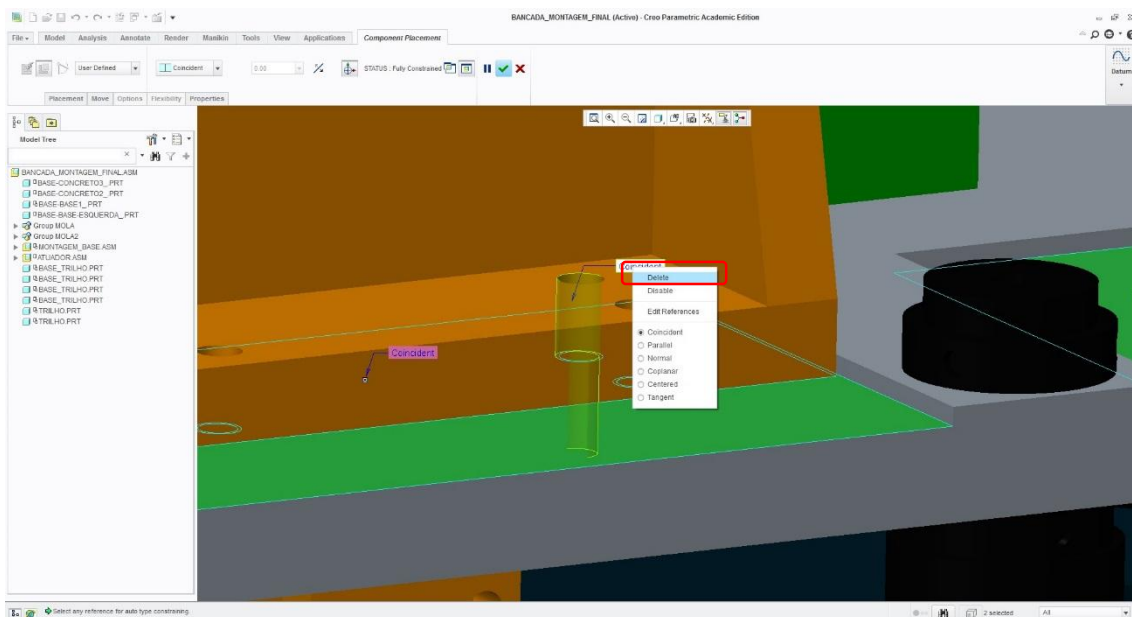 BANCADA_MONTAGEM_FINAL (Active) - Creo Parametric Academic Edition
File Model Analysis Annotate Render Manikin Tools View Applications Component Placement
User Defined Coincident 0.00 STATUS : Fully Constrained
Datum
Placement Move Options Flexibility Properties
Model Tree
BANCADA_MONTAGEM_FINAL.ASM
BASE-CONCRETO3_.PRT
BASE-CONCRETO2_.PRT
BASE-BASE1_.PRT
BASE-BASE-ESQUERDA_.PRT
Group MOLA
Group MOLA2
MONTAGEM_BASE.ASM
ATUADOR.ASM
BASE_TRILHO.PRT
BASE_TRILHO.PRT
BASE_TRILHO.PRT
BASE_TRILHO.PRT
TRILHO.PRT
TRILHO.PRT
Coincident
Delete
Disable
Edit References
Coincident
Parallel
Normal
Coplanar
Centered
Tangent
Coincident
Select any reference for auto type constraining.
2 selected All